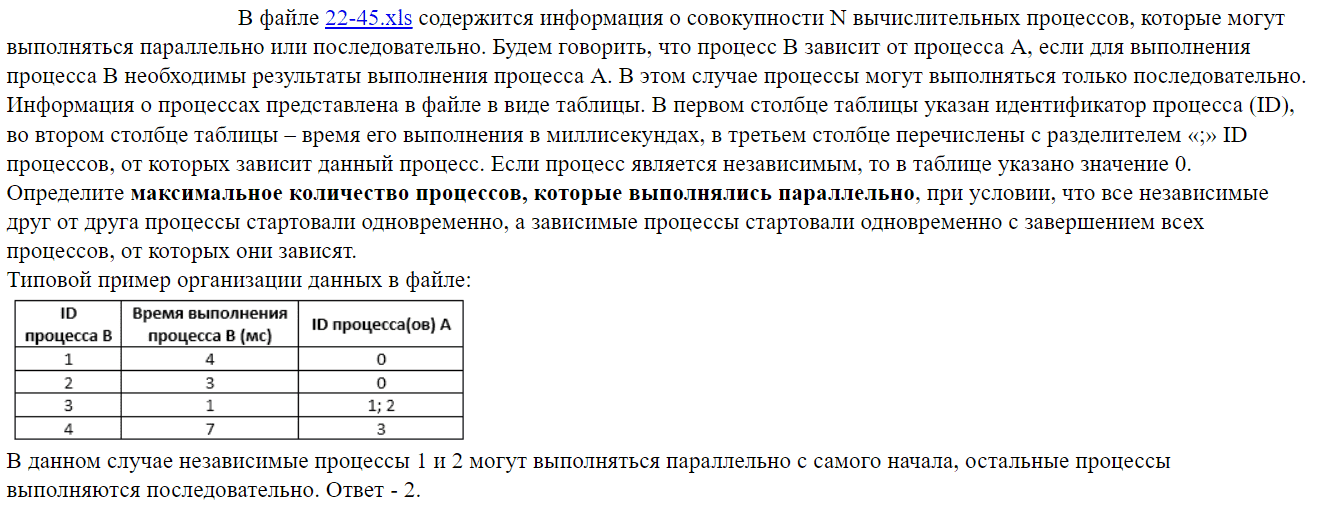 В файле 22-45.xls содержится информация о совокупности N вычислительных процессов, которые могут
выполняться параллельно или последовательно. Будем говорить, что процесс B зависит от процесса A, если для выполнения
процесса B необходимы результаты выполнения процесса A. В этом случае процессы могут выполняться только последовательно.
Информация о процессах представлена в файле в виде таблицы. В первом столбце таблицы указан идентификатор процесса (ID),
во втором столбце таблицы – время его выполнения в миллисекундах, в третьем столбце перечислены с разделителем «;» ID
процессов, от которых зависит данный процесс. Если процесс является независимым, то в таблице указано значение 0.
Определите максимальное количество процессов, которые выполнялись параллельно, при условии, что все независимые
друг от друга процессы стартовали одновременно, а зависимые процессы стартовали одновременно с завершением всех
процессов, от которых они зависят.
Типовой пример организации данных в файле:
ID процесса B | Время выполнения процесса B (мс) | ID процесса(ов) A
1 | 4 | 0
2 | 3 | 0
3 | 1 | 1; 2
4 | 7 | 3
В данном случае независимые процессы 1 и 2 могут выполняться параллельно с самого начала, остальные процессы
выполняются последовательно. Ответ - 2.